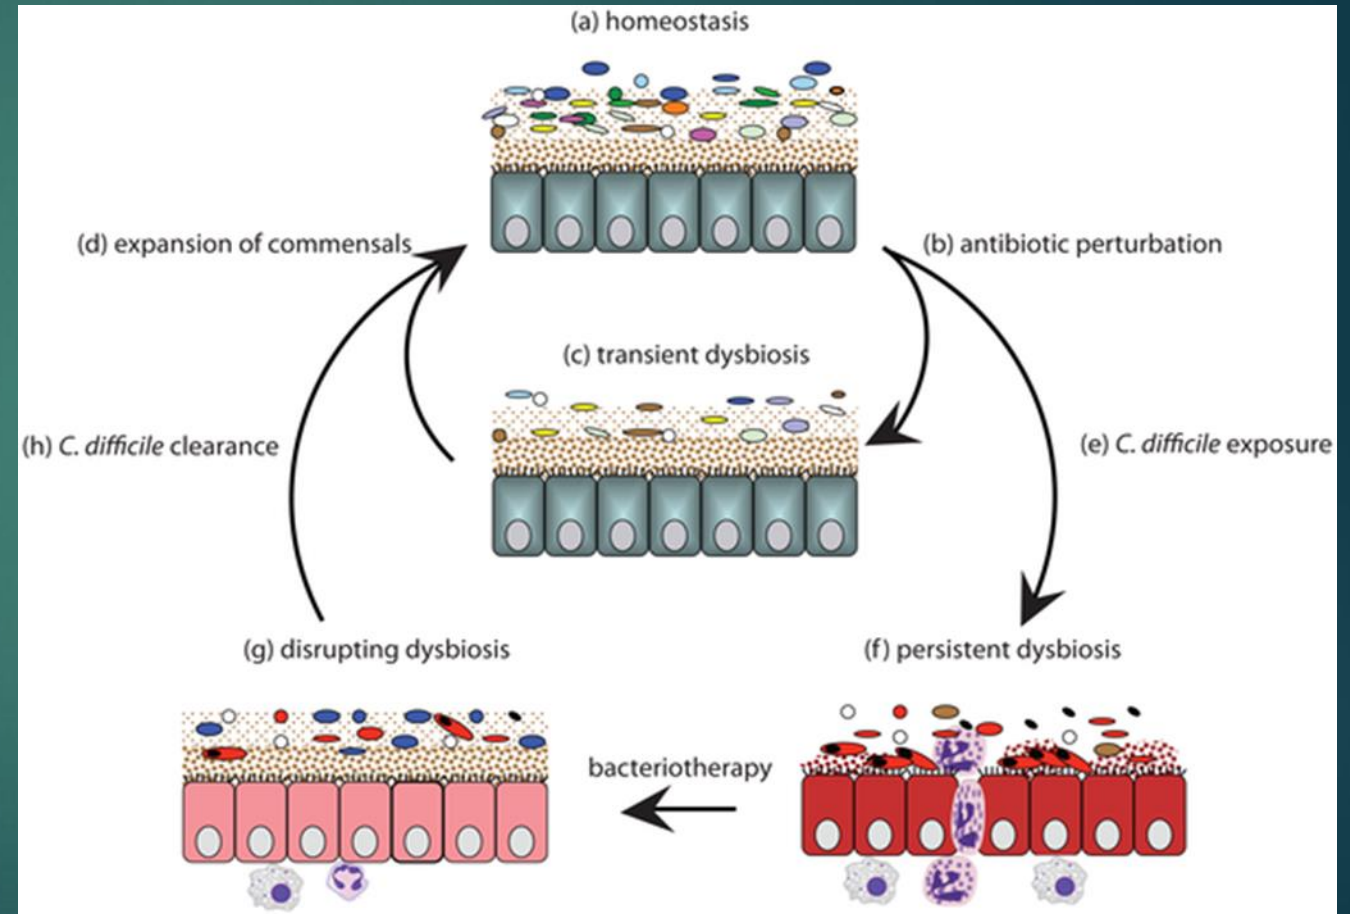 (a) homeostasis
(d) expansion of commensals
(b) antibiotic perturbation
(c) transient dysbiosis
(h) C. difficile clearance
(e) C. difficile exposure
(g) disrupting dysbiosis
(f) persistent dysbiosis
bacteriotherapy